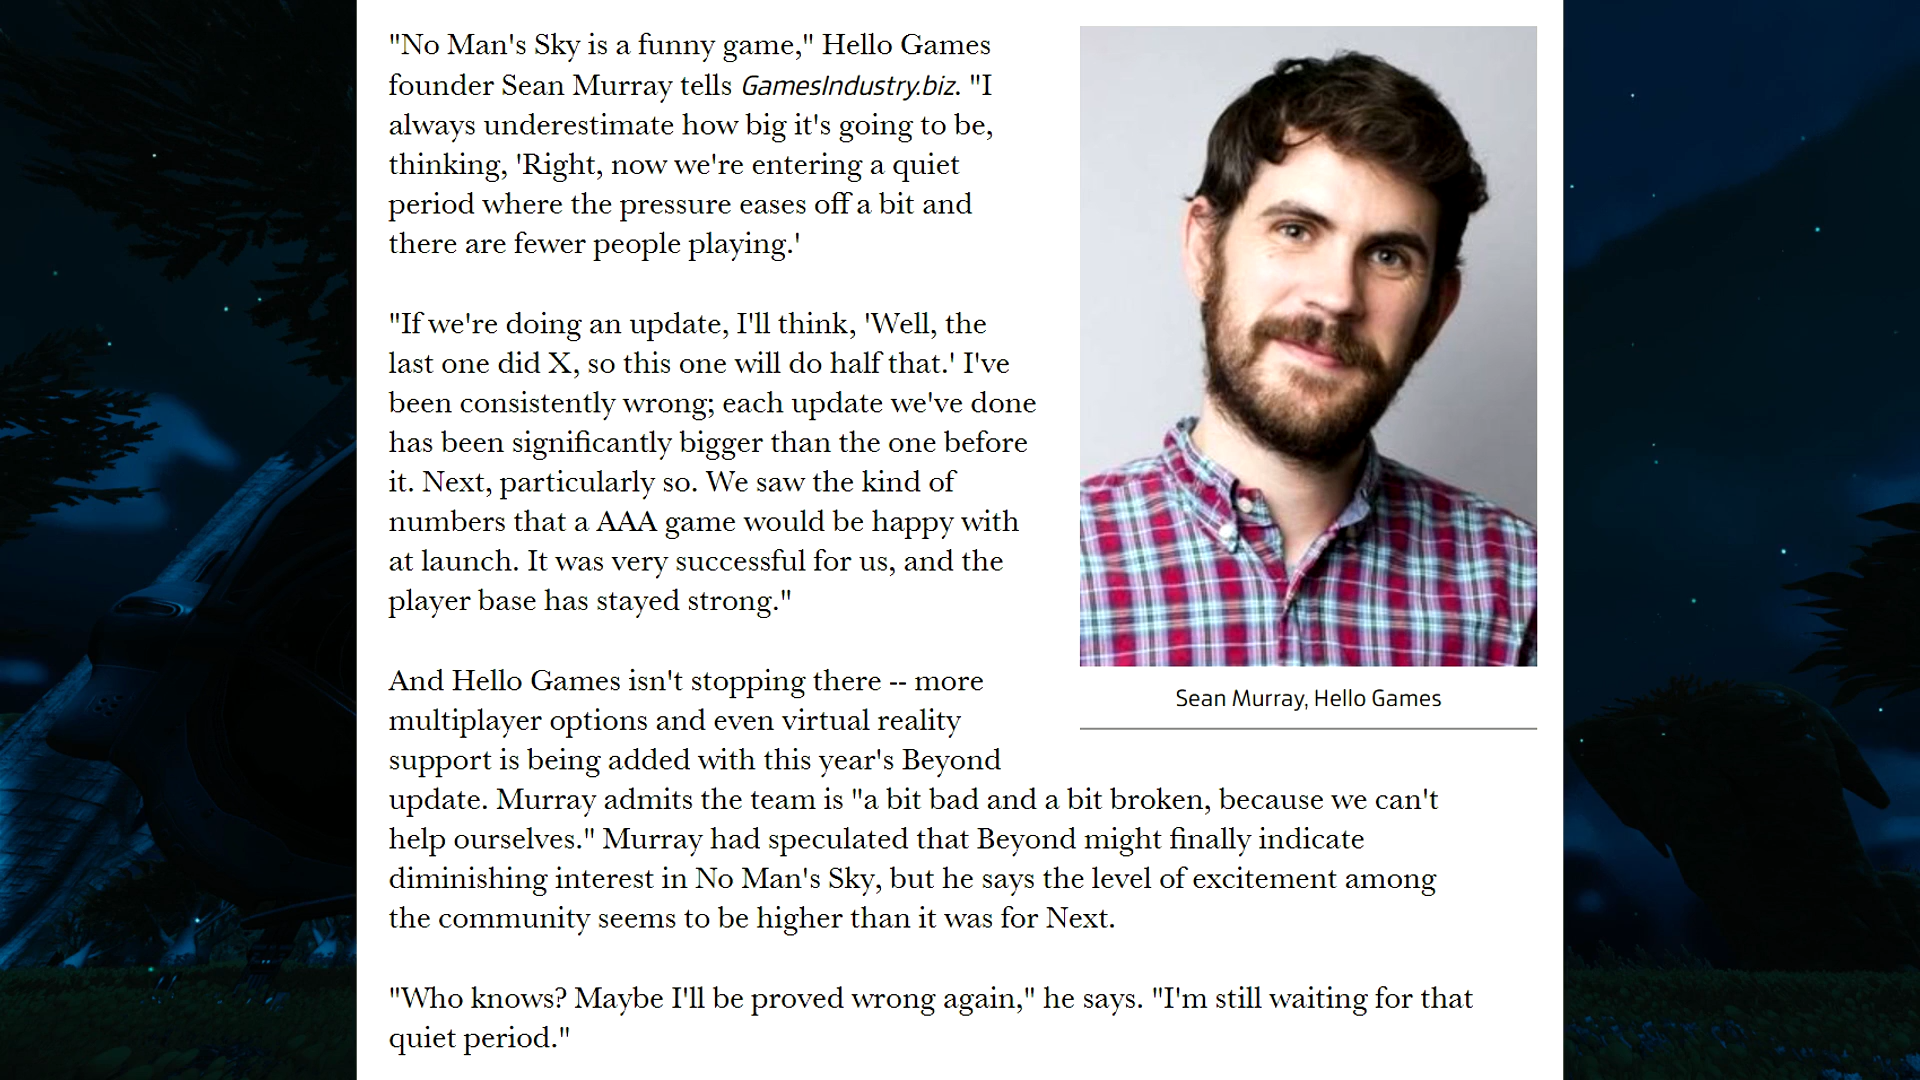 "No Man's Sky is a funny game," Hello Games
founder Sean Murray tells GamesIndustry.biz. "I
always underestimate how big it's going to be,
thinking, 'Right, now we're entering a quiet
period where the pressure eases off a bit and
there are fewer people playing.'
"If we're doing an update, I'll think, 'Well, the
last one did X, so this one will do half that.' I've
been consistently wrong; each update we've done
has been significantly bigger than the one before
it. Next, particularly so. We saw the kind of
numbers that a AAA game would be happy with
at launch. It was very successful for us, and the
player base has stayed strong."
Sean Murray, Hello Games
And Hello Games isn't stopping there -- more
multiplayer options and even virtual reality
support is being added with this year's Beyond
update. Murray admits the team is "a bit bad and a bit broken, because we can't
help ourselves." Murray had speculated that Beyond might finally indicate
diminishing interest in No Man's Sky, but he says the level of excitement among
the community seems to be higher than it was for Next.
"Who knows? Maybe I'll be proved wrong again," he says. "I'm still waiting for that
quiet period."